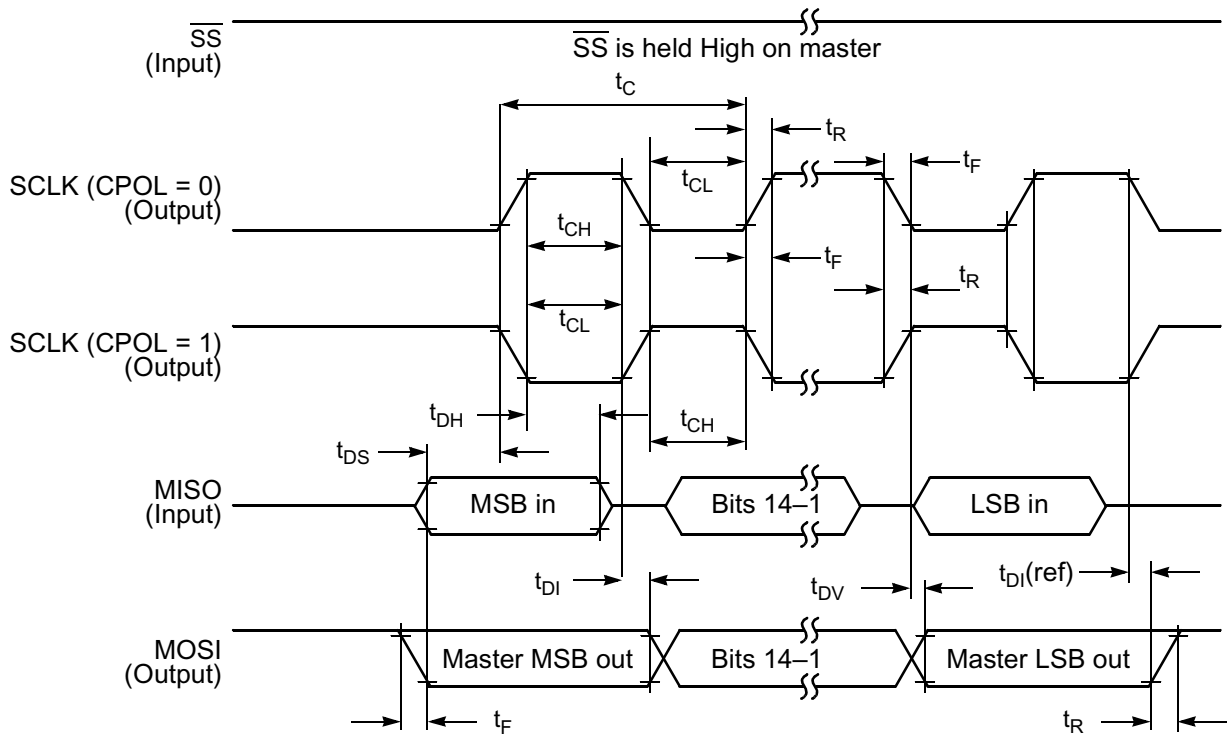 SS
(Input)
SS is held High on master
tC
tR
tF
SCLK (CPOL = 0)
(Output)
tCL
tCH
tF
tR
tCL
SCLK (CPOL = 1)
(Output)
tDH
tCH
tDS
MISO
(Input)
MSB in
Bits 14–1
LSB in
tDI
tDV
tDI(ref)
MOSI
(Output)
Master MSB out
Bits 14–1
Master LSB out
tF
tR